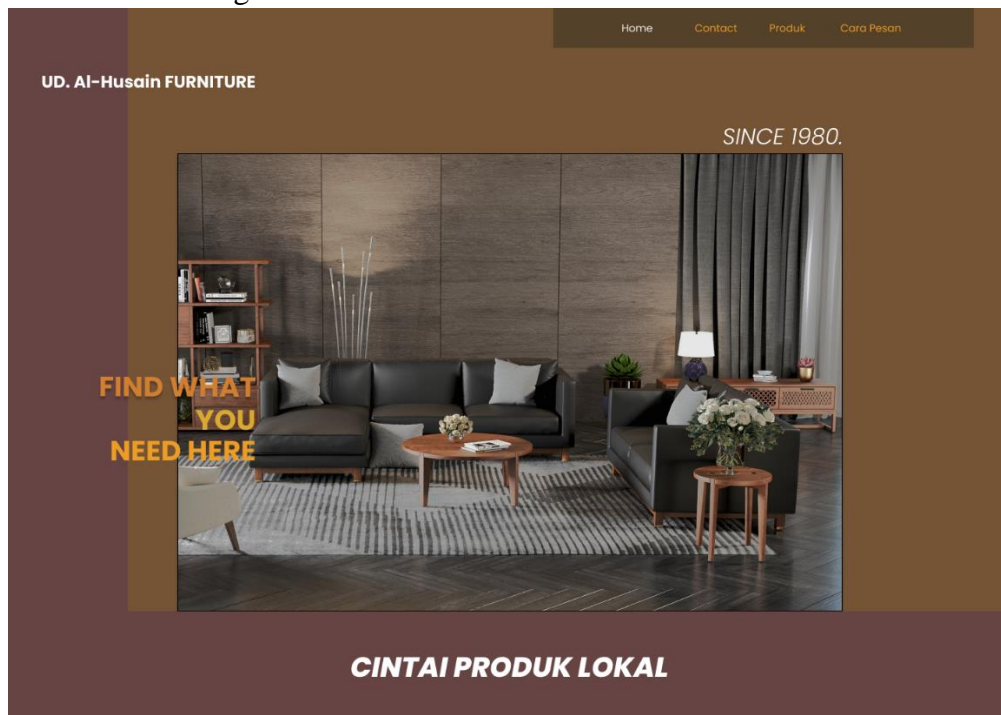 Home Contact Produk Cara Pesan
UD. Al-Husain FURNITURE
SINCE 1980.
FIND WHAT
YOU
NEED HERE
CINTAI PRODUK LOKAL